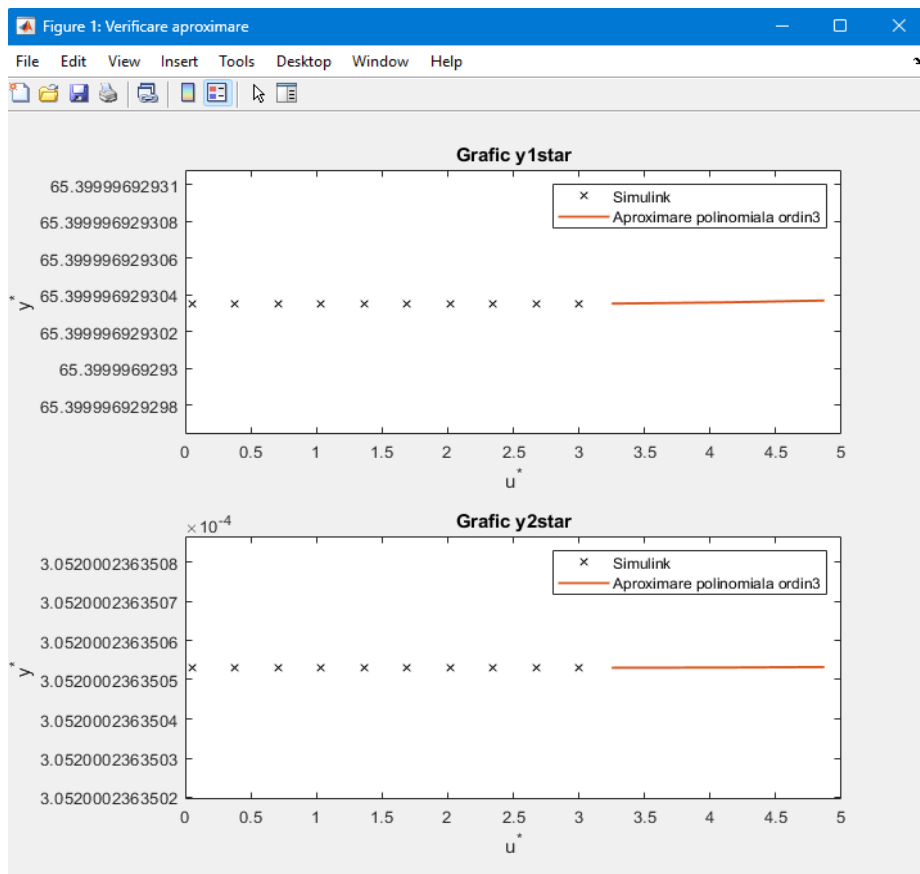 Figure 1: Verificare aproximare
File Edit View Insert Tools Desktop Window Help
Grafic y1star
65.39999692931
65.399996929308
65.399996929306
65.399996929304
65.399996929302
65.3999969293
65.399996929298
y*
Simulink
Aproximare polinomiala ordin3
0 0.5 1 1.5 2 2.5 3 3.5 4 4.5 5
u*
×10-4
Grafic y2star
3.0520002363508
3.0520002363507
3.0520002363506
3.0520002363505
3.0520002363504
3.0520002363503
3.0520002363502
y*
Simulink
Aproximare polinomiala ordin3
0 0.5 1 1.5 2 2.5 3 3.5 4 4.5 5
u*